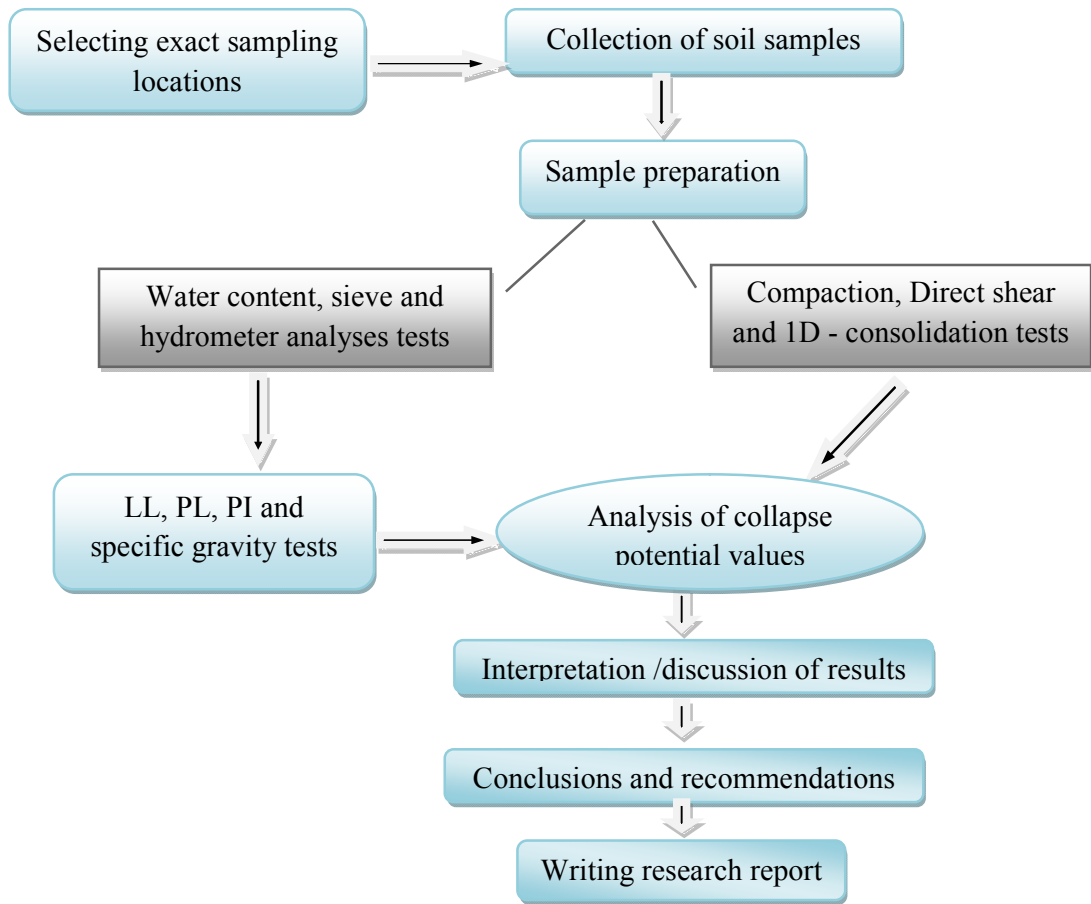 Selecting exact sampling
locations
Collection of soil samples
Sample preparation
Water content, sieve and
hydrometer analyses tests
Compaction, Direct shear
and 1D - consolidation tests
LL, PL, PI and
specific gravity tests
Analysis of collapse
potential values
Interpretation /discussion of results
Conclusions and recommendations
Writing research report